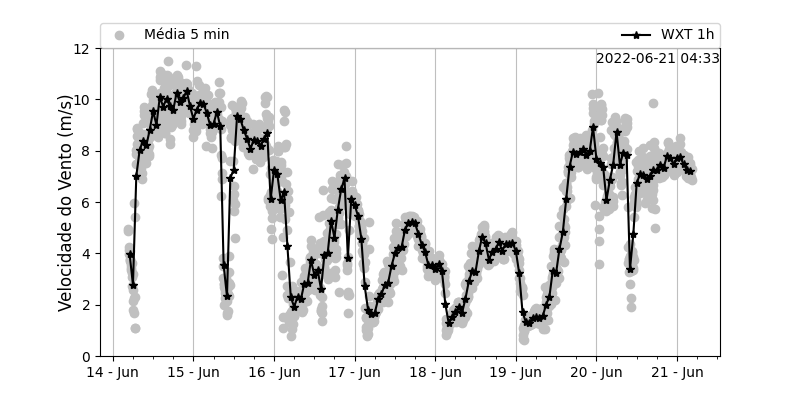 Média 5 min WXT 1h
2022-06-21 04:33
Velocidade do Vento (m/s)
12
10
8
6
4
2
0
14 - Jun 15 - Jun 16 - Jun 17 - Jun 18 - Jun 19 - Jun 20 - Jun 21 - Jun